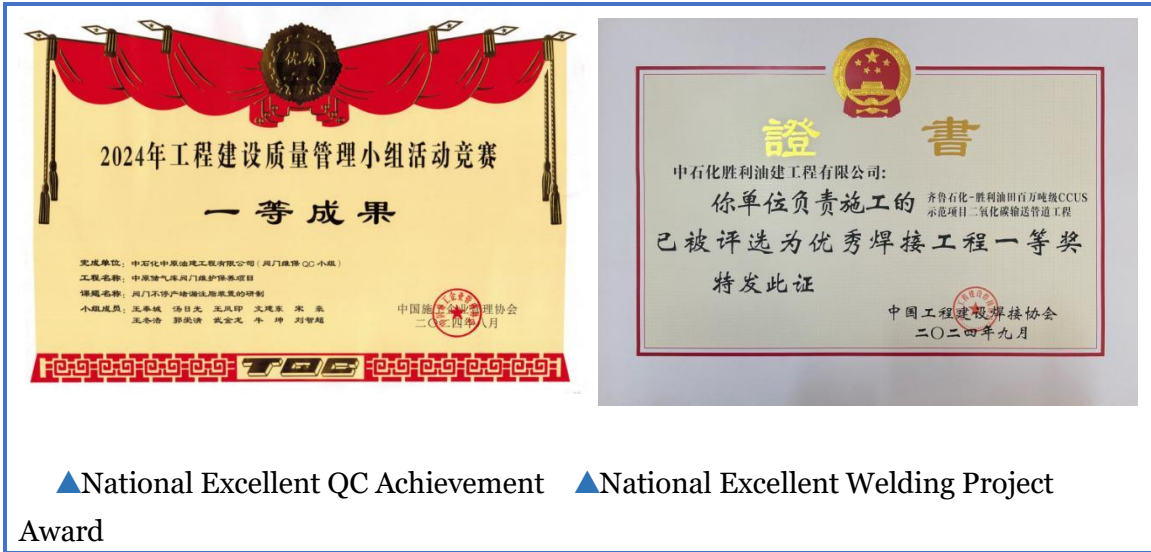 优质
2024年工程建设质量管理小组活动竞赛
一等成果
完成单位：中石化中原油建工程有限公司（阀门维保QC小组）
工程名称：中原储气库阀门维护保养项目
课题名称：阀门不停产堵漏注脂装置的研制
小组成员：王奉城 汤日光 王凤印 文建东 宋豪
王冬浩 郭荣清 武金龙 牛坤 刘智超
中国施工企业管理协会
二〇二四年八月
TQC
證書
中石化胜利油建工程有限公司：
你单位负责施工的 齐鲁石化-胜利油田百万吨级CCUS
示范项目二氧化碳输送管道工程
已被评选为优秀焊接工程一等奖
特发此证
中国工程建设焊接协会
二〇二四年九月
▲National Excellent QC Achievement ▲National Excellent Welding Project
Award